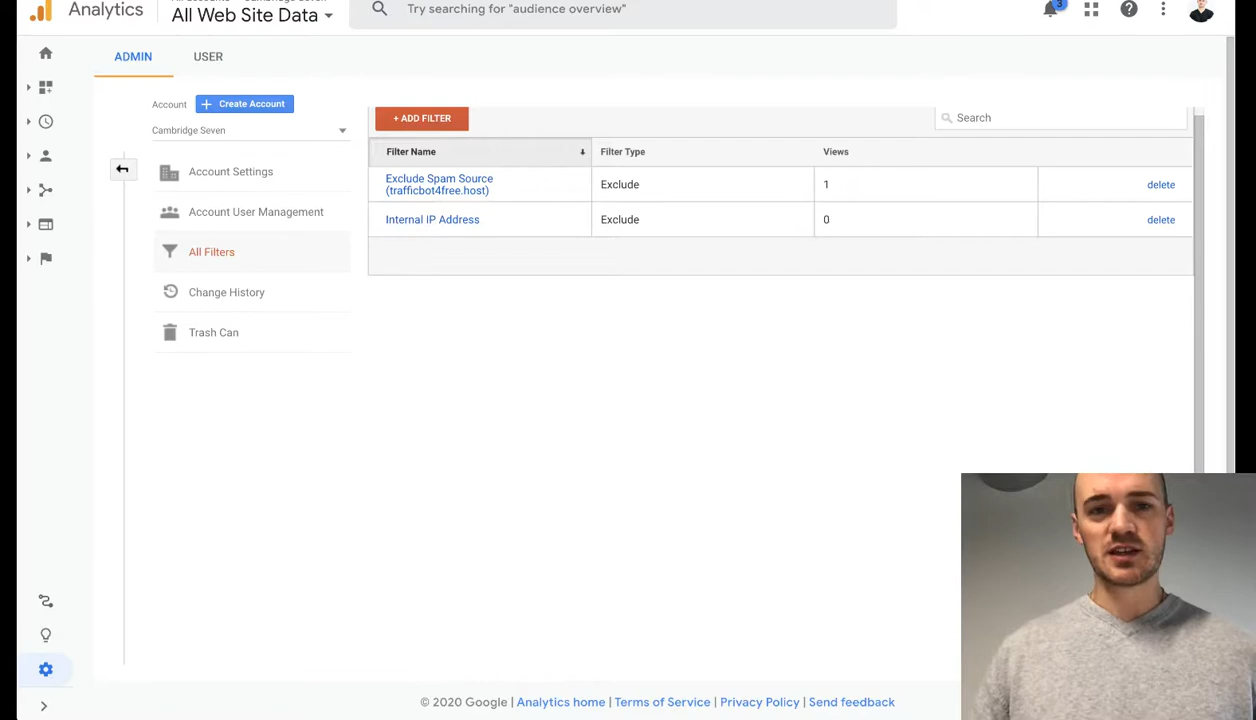 Analytics
All Web Site Data
Try searching for "audience overview"
3
ADMIN
USER
Account
Create Account
Cambridge Seven
Account Settings
Account User Management
All Filters
Change History
Trash Can
+ ADD FILTER
Search
Filter Name
Filter Type
Views
Exclude Spam Source
(trafficbot4free.host)
Exclude
1
delete
Internal IP Address
Exclude
0
delete
© 2020 Google | Analytics home | Terms of Service | Privacy Policy | Send feedback